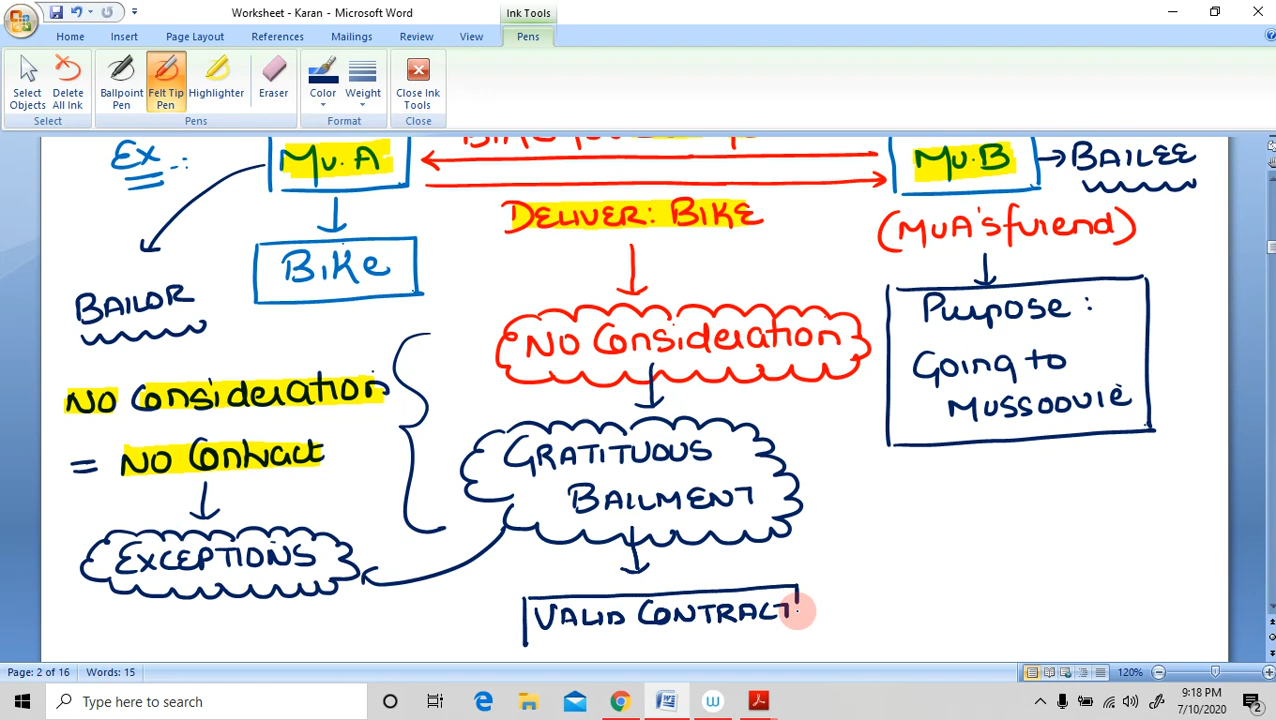 Worksheet - Karan - Microsoft Word
Ink Tools
Home
Insert
Page Layout
References
Mailings
Review
View
Pens
Select Objects
Delete All Ink
Ballpoint Pen
Felt Tip Pen
Highlighter
Eraser
Color
Weight
Close Ink Tools
Select
Pens
Format
Close
Ex
Mr. A
Mr. B
BAILEE
DELIVER: BIKE
(Mr A's friend)
Bike
BAILOR
Purpose:
Going to
Mussoorie
NO Consideration
NO Consideration
= NO Contract
GRATITUOUS
BAILMENT
EXCEPTIONS
VALID CONTRACT
Page: 2 of 16
Words: 15
120%
Type here to search
9:18 PM
7/10/2020
2